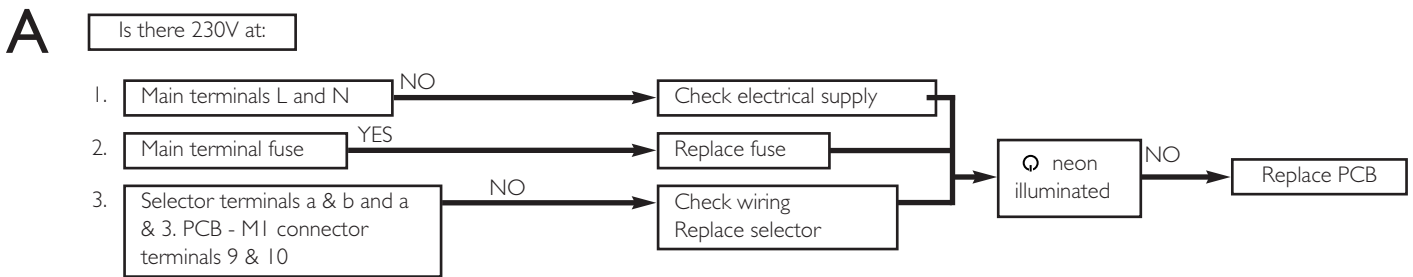 A
Is there 230V at:
1. Main terminals L and N
NO
Check electrical supply
2. Main terminal fuse
YES
Replace fuse
3. Selector terminals a & b and a
& 3. PCB - M1 connector
terminals 9 & 10
NO
Check wiring
Replace selector
neon
illuminated
NO
Replace PCB